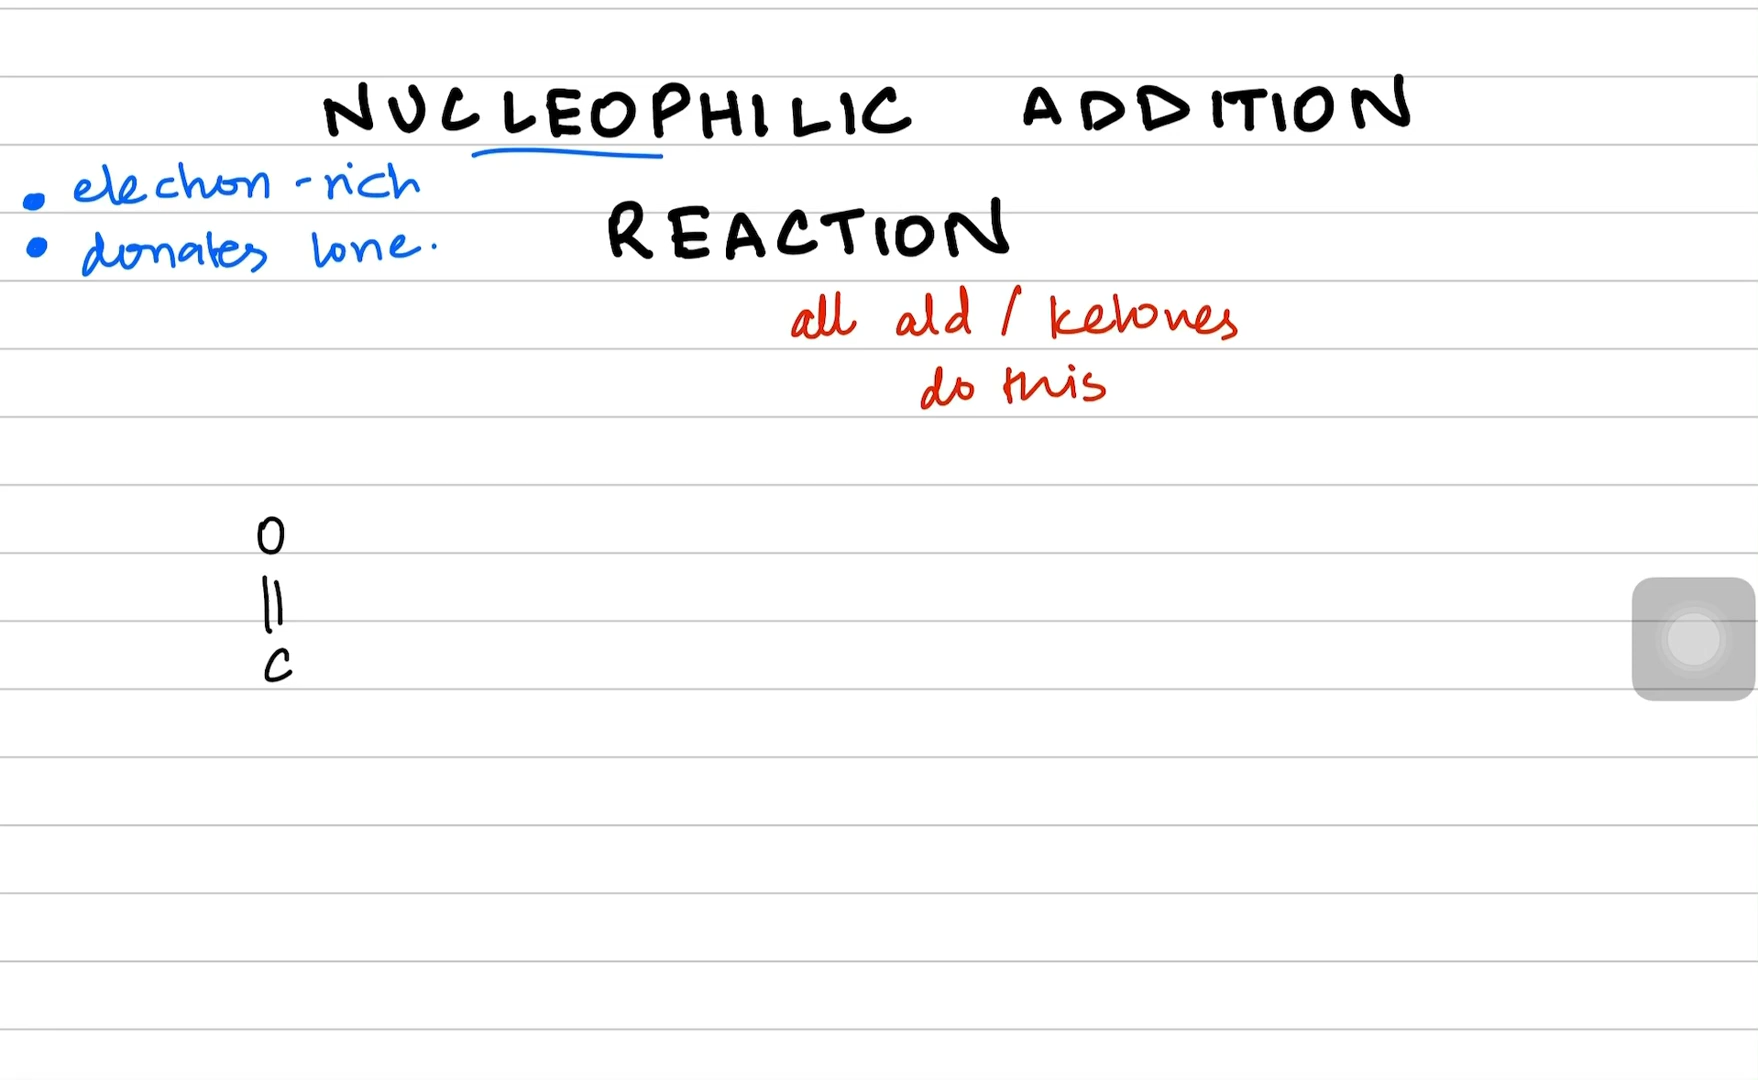 NUCLEOPHILIC ADDITION
REACTION
• electron-rich
• donates lone.
all ald / ketones
do this
O
||
C